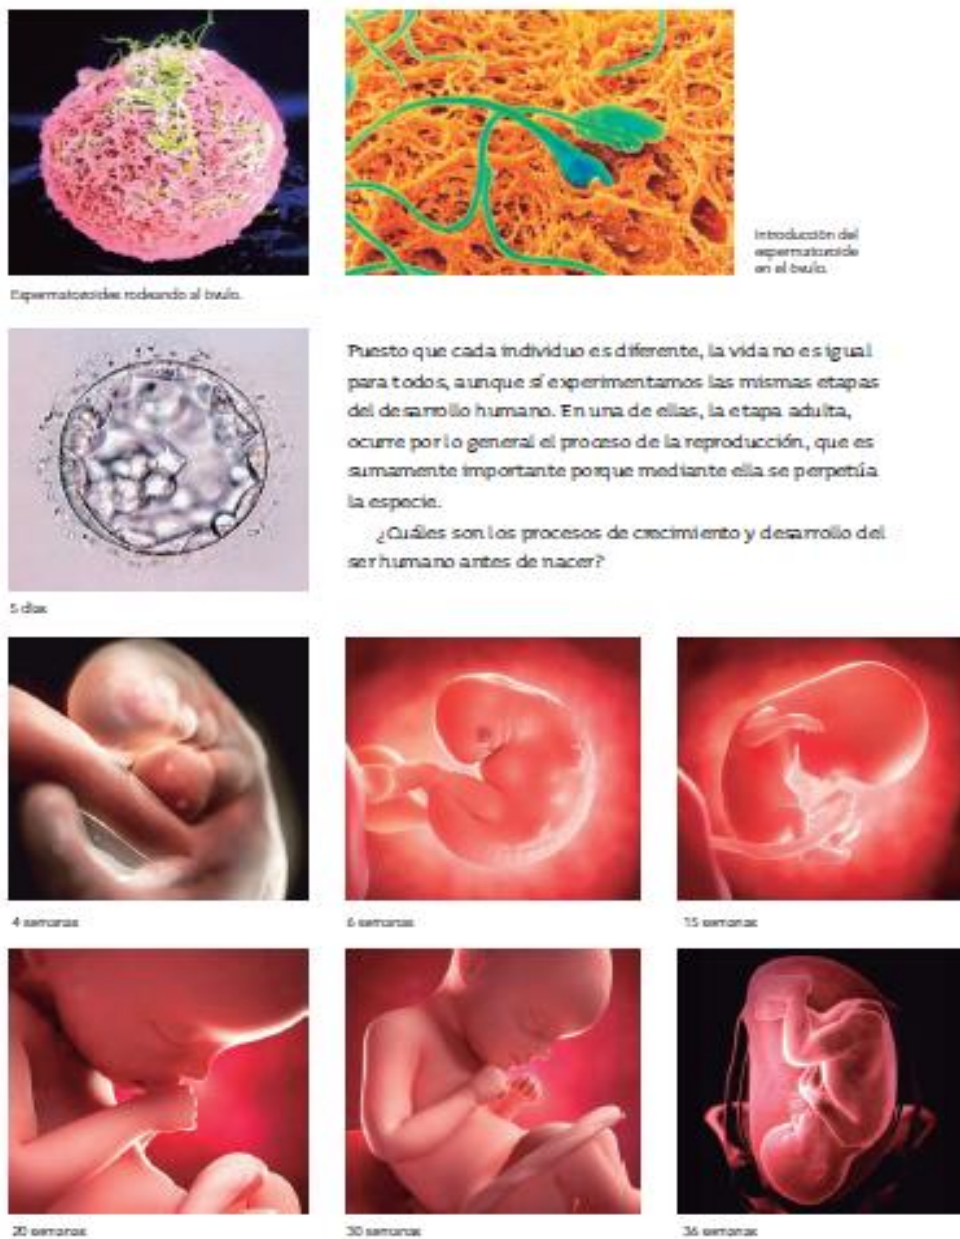 Espermatozoides rodeando al óvulo.
Introducción del
espermatozoide
en el óvulo.
Puesto que cada individuo es diferente, la vida no es igual
para todos, aunque sí experimentamos las mismas etapas
del desarrollo humano. En una de ellas, la etapa adulta,
ocurre por lo general el proceso de la reproducción, que es
sumamente importante porque mediante ella se perpetúa
la especie.
¿Cuáles son los procesos de crecimiento y desarrollo del
ser humano antes de nacer?
5 días
4 semanas
6 semanas
15 semanas
20 semanas
30 semanas
36 semanas